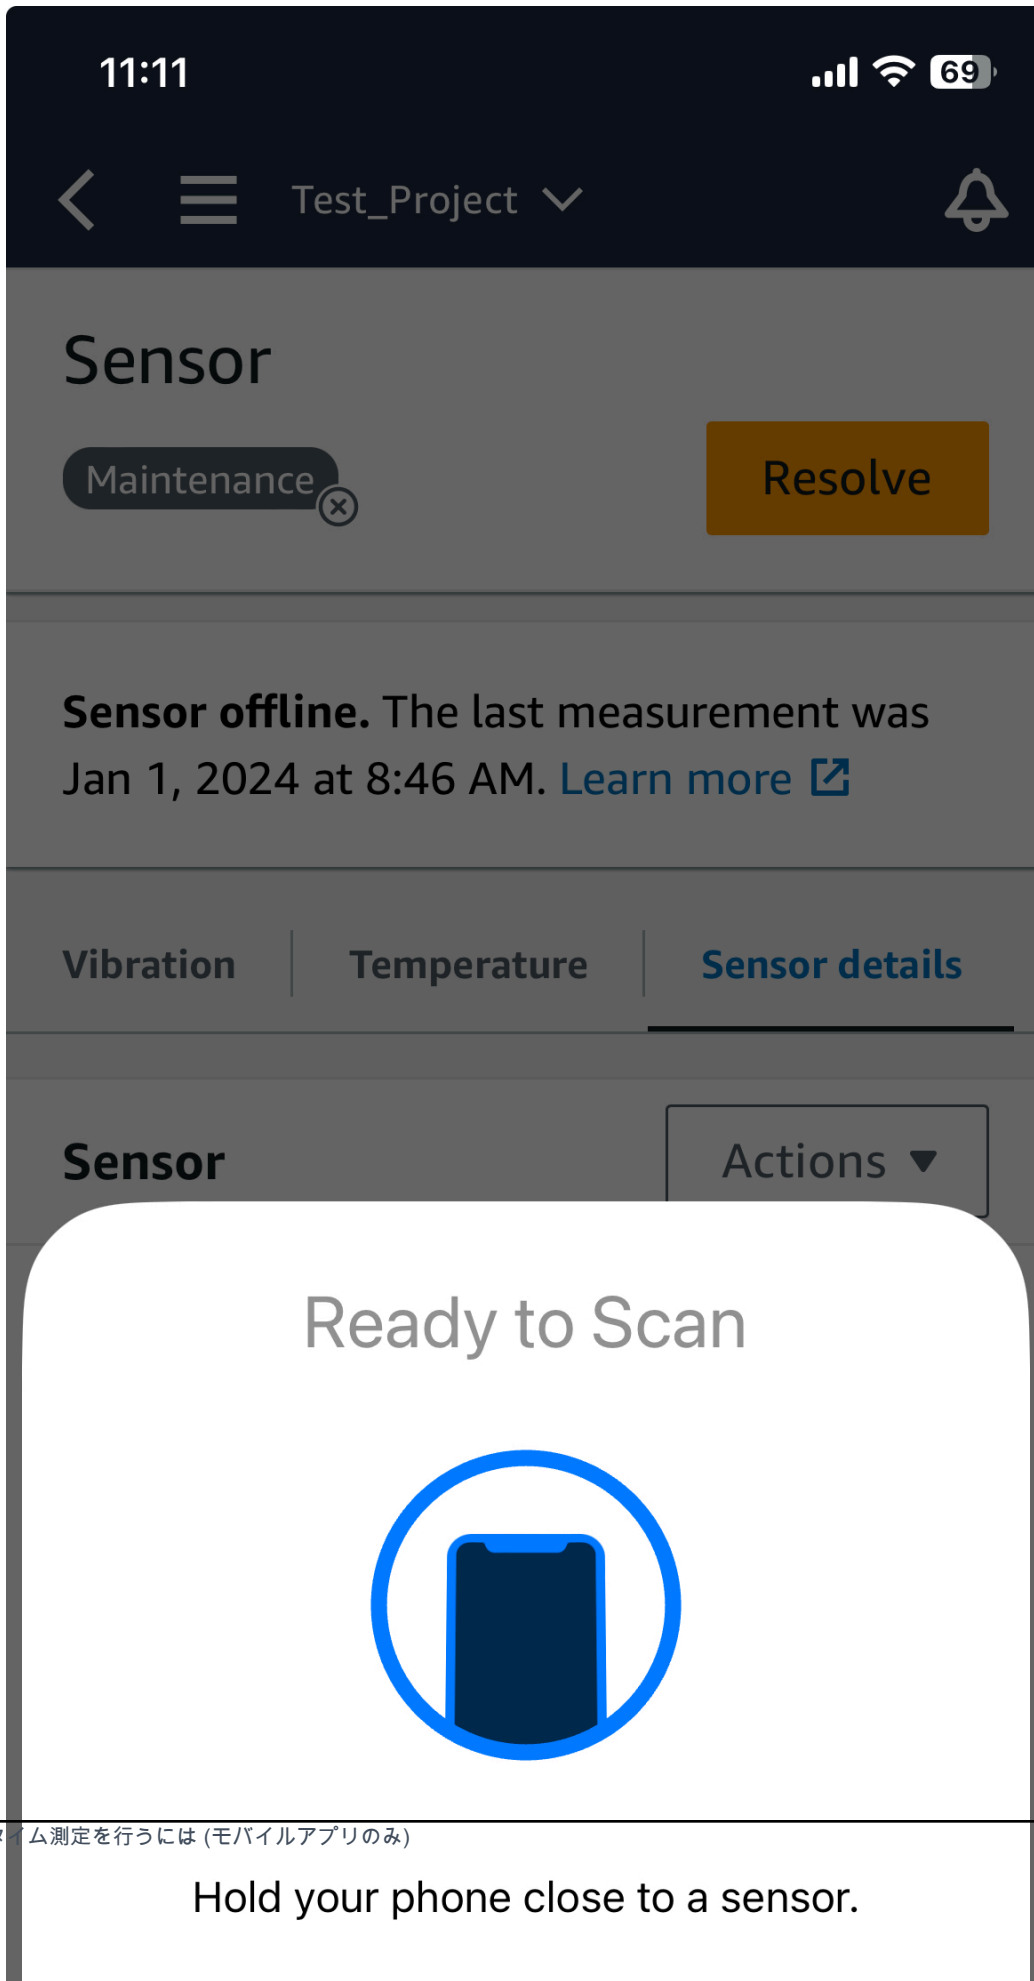 11:11
69
Test_Project
Sensor
Maintenance
Resolve
Sensor offline. The last measurement was
Jan 1, 2024 at 8:46 AM. Learn more
Vibration
Temperature
Sensor details
Sensor
Actions
Ready to Scan
イム測定を行うには (モバイルアプリのみ)
Hold your phone close to a sensor.